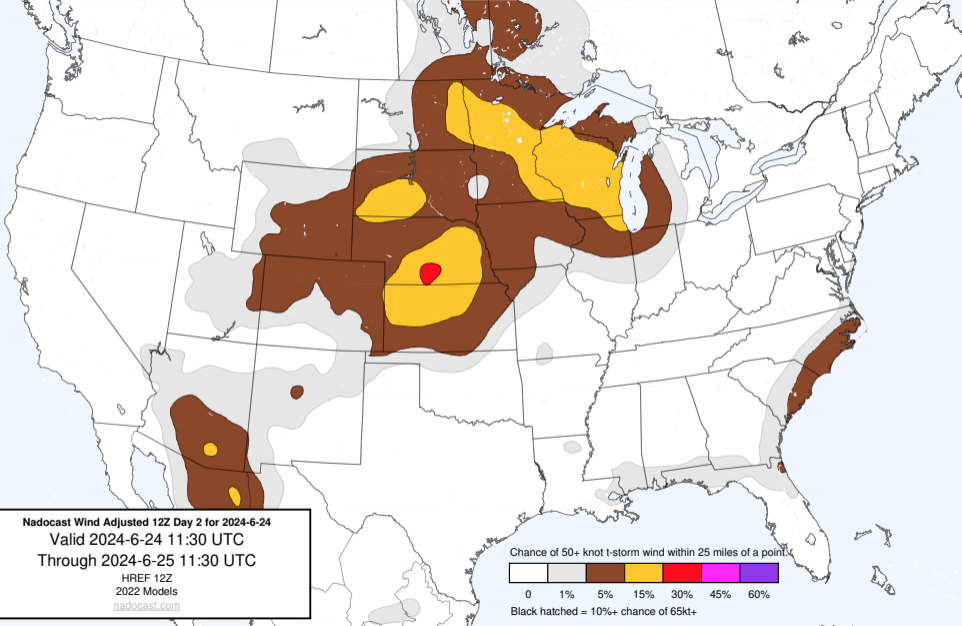 Nadocast Wind Adjusted 12Z Day 2 for 2024-6-24
Valid 2024-6-24 11:30 UTC
Through 2024-6-25 11:30 UTC
HREF 12Z
2022 Models
nadocast.com
Chance of 50+ knot t-storm wind within 25 miles of a point.
0 1% 5% 15% 30% 45% 60%
Black hatched = 10%+ chance of 65kt+